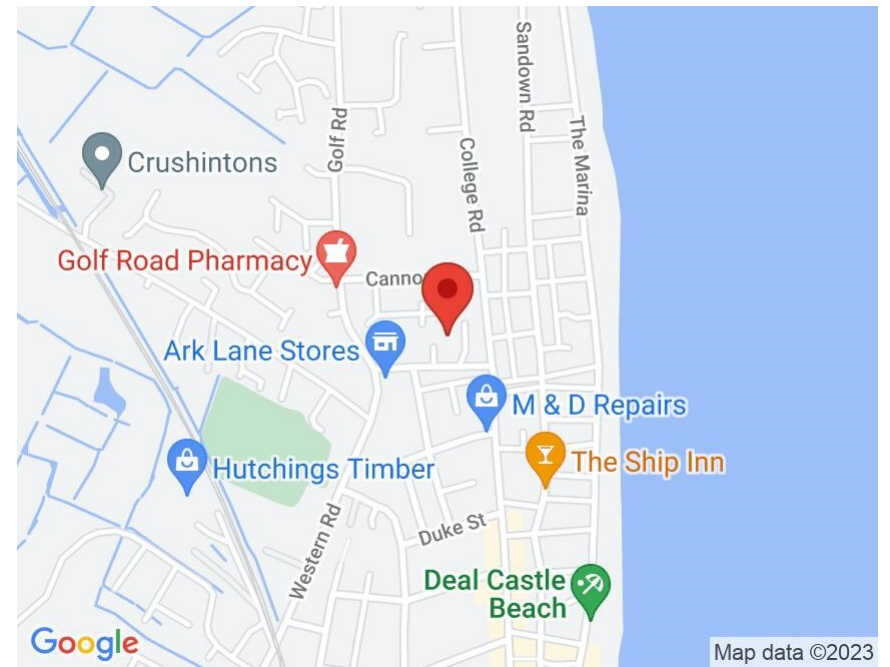 Sandown Rd
The Marina
Golf Rd
College Rd
Crushintons
Golf Road Pharmacy
Ark Lane Stores
M & D Repairs
The Ship Inn
Hutchings Timber
Western Rd
Duke St
Deal Castle
Beach
Google
Map data ©2023